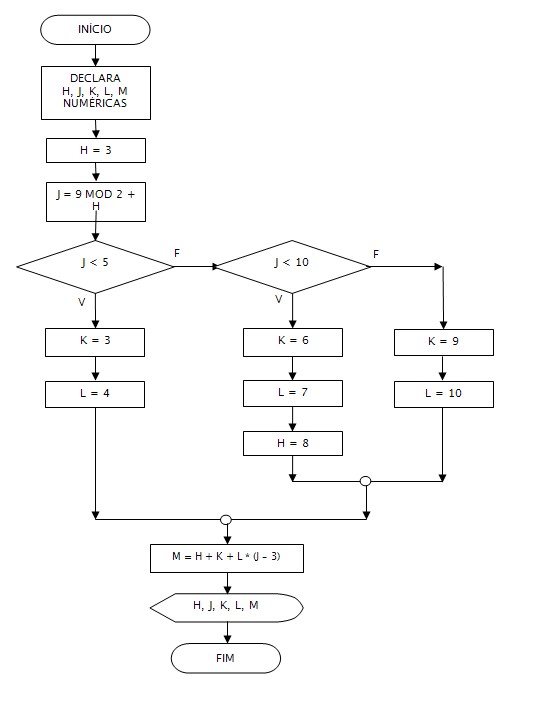 INÍCIO
DECLARA
H, J, K, L, M
NUMÉRICAS
H = 3
J = 9 MOD 2 +
H
J < 5
F
J < 10
F
V
V
K = 3
K = 6
K = 9
L = 4
L = 7
L = 10
H = 8
M = H + K + L * (J – 3)
H, J, K, L, M
FIM